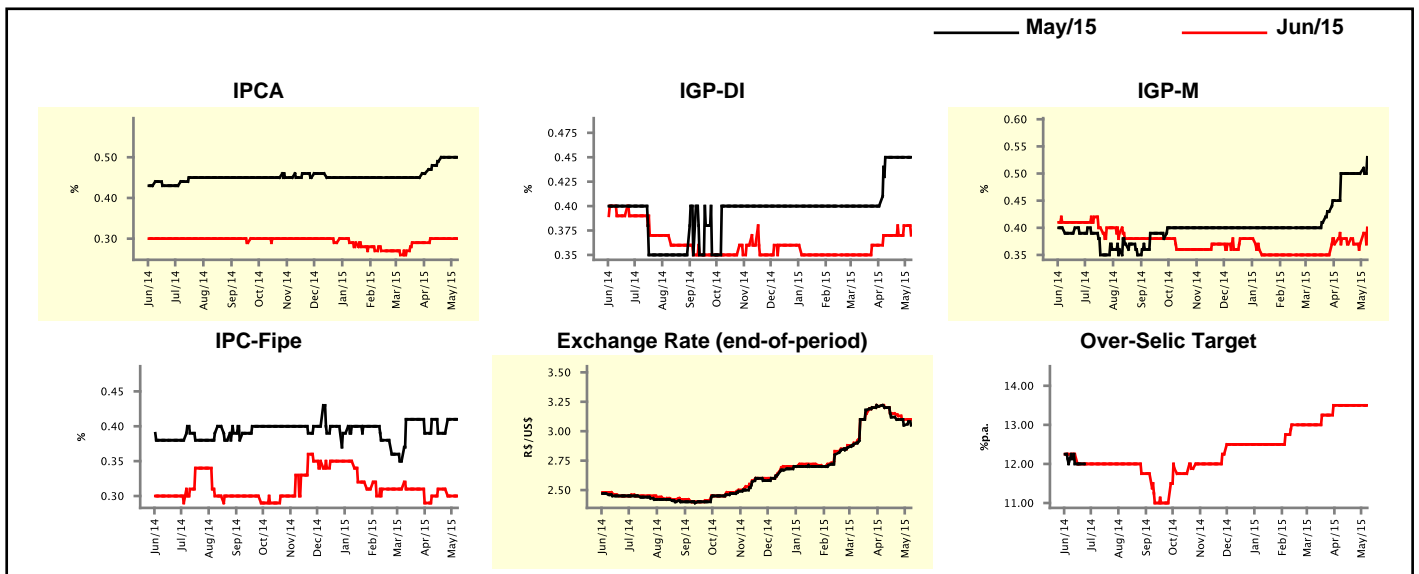 May/15 Jun/15
IPCA
%
0.50
0.40
0.30
Jun/14 Jul/14 Aug/14 Sep/14 Oct/14 Nov/14 Dec/14 Jan/15 Feb/15 Mar/15 Apr/15 May/15
IGP-DI
%
0.475
0.45
0.425
0.40
0.375
0.35
Jun/14 Jul/14 Aug/14 Sep/14 Oct/14 Nov/14 Dec/14 Jan/15 Feb/15 Mar/15 Apr/15 May/15
IGP-M
%
0.60
0.55
0.50
0.45
0.40
0.35
Jun/14 Jul/14 Aug/14 Sep/14 Oct/14 Nov/14 Dec/14 Jan/15 Feb/15 Mar/15 Apr/15 May/15
IPC-Fipe
%
0.45
0.40
0.35
0.30
Jun/14 Jul/14 Aug/14 Sep/14 Oct/14 Nov/14 Dec/14 Jan/15 Feb/15 Mar/15 Apr/15 May/15
Exchange Rate (end-of-period)
R$/US$
3.50
3.25
3.00
2.75
2.50
Jun/14 Jul/14 Aug/14 Sep/14 Oct/14 Nov/14 Dec/14 Jan/15 Feb/15 Mar/15 Apr/15 May/15
Over-Selic Target
%p.a.
14.00
13.00
12.00
11.00
Jun/14 Jul/14 Aug/14 Sep/14 Oct/14 Nov/14 Dec/14 Jan/15 Feb/15 Mar/15 Apr/15 May/15